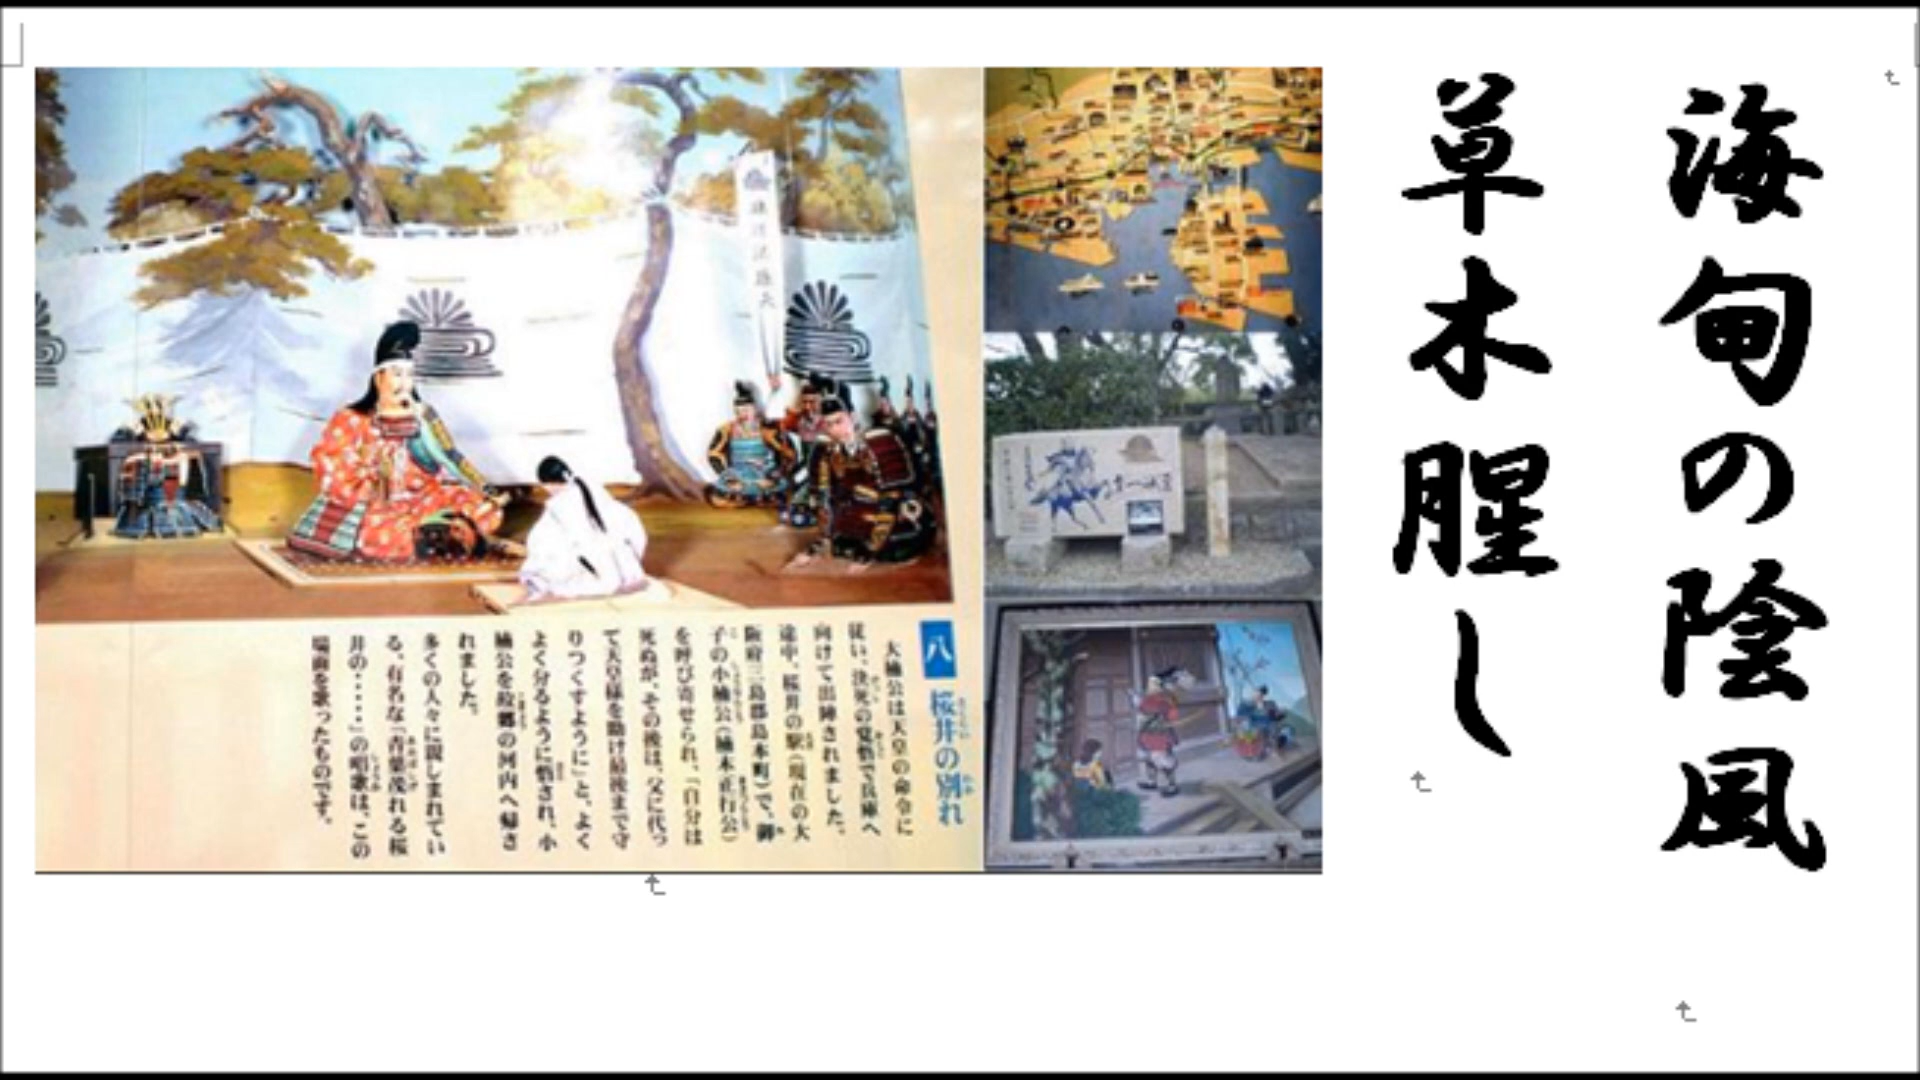 海甸の陰風
草木腥し
八 桜井の別れ
大楠公は天皇の命令に
従い、決死の覚悟で兵庫へ
向けて出陣されました。
途中、桜井の駅(現在の大
阪府三島郡島本町)で、御
子の小楠公(楠木正行公)
を呼び寄せられ、「自分は
死ぬが、その後は、父に代っ
て天皇様を助け最後まで守
りつくすように」と、よく
よく分るように悟され、小
楠公を故郷の河内へ帰さ
れました。
多くの人々に親しまれてい
る、有名な「青葉茂れる桜
井の・・・・・」の唱歌は、この
場面を歌ったものです。